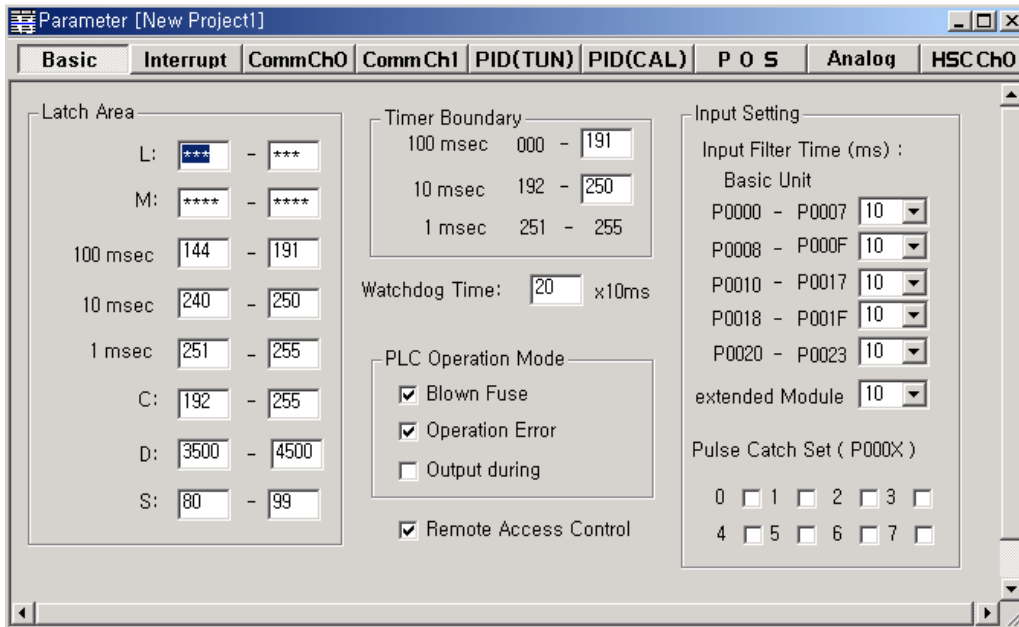 Parameter [New Project1]
Basic Interrupt CommCh0 CommCh1 PID(TUN) PID(CAL) P O S Analog HSCCh0
Latch Area
L: *** - ***
M: **** - ****
100 msec 144 - 191
10 msec 240 - 250
1 msec 251 - 255
C: 192 - 255
D: 3500 - 4500
S: 80 - 99
Timer Boundary
100 msec 000 - 191
10 msec 192 - 250
1 msec 251 - 255
Watchdog Time: 20 x10ms
PLC Operation Mode
Blown Fuse
Operation Error
Output during
Remote Access Control
Input Setting
Input Filter Time (ms) :
Basic Unit
P0000 - P0007 10
P0008 - P000F 10
P0010 - P0017 10
P0018 - P001F 10
P0020 - P0023 10
extended Module 10
Pulse Catch Set ( P000X )
0 1 2 3
4 5 6 7